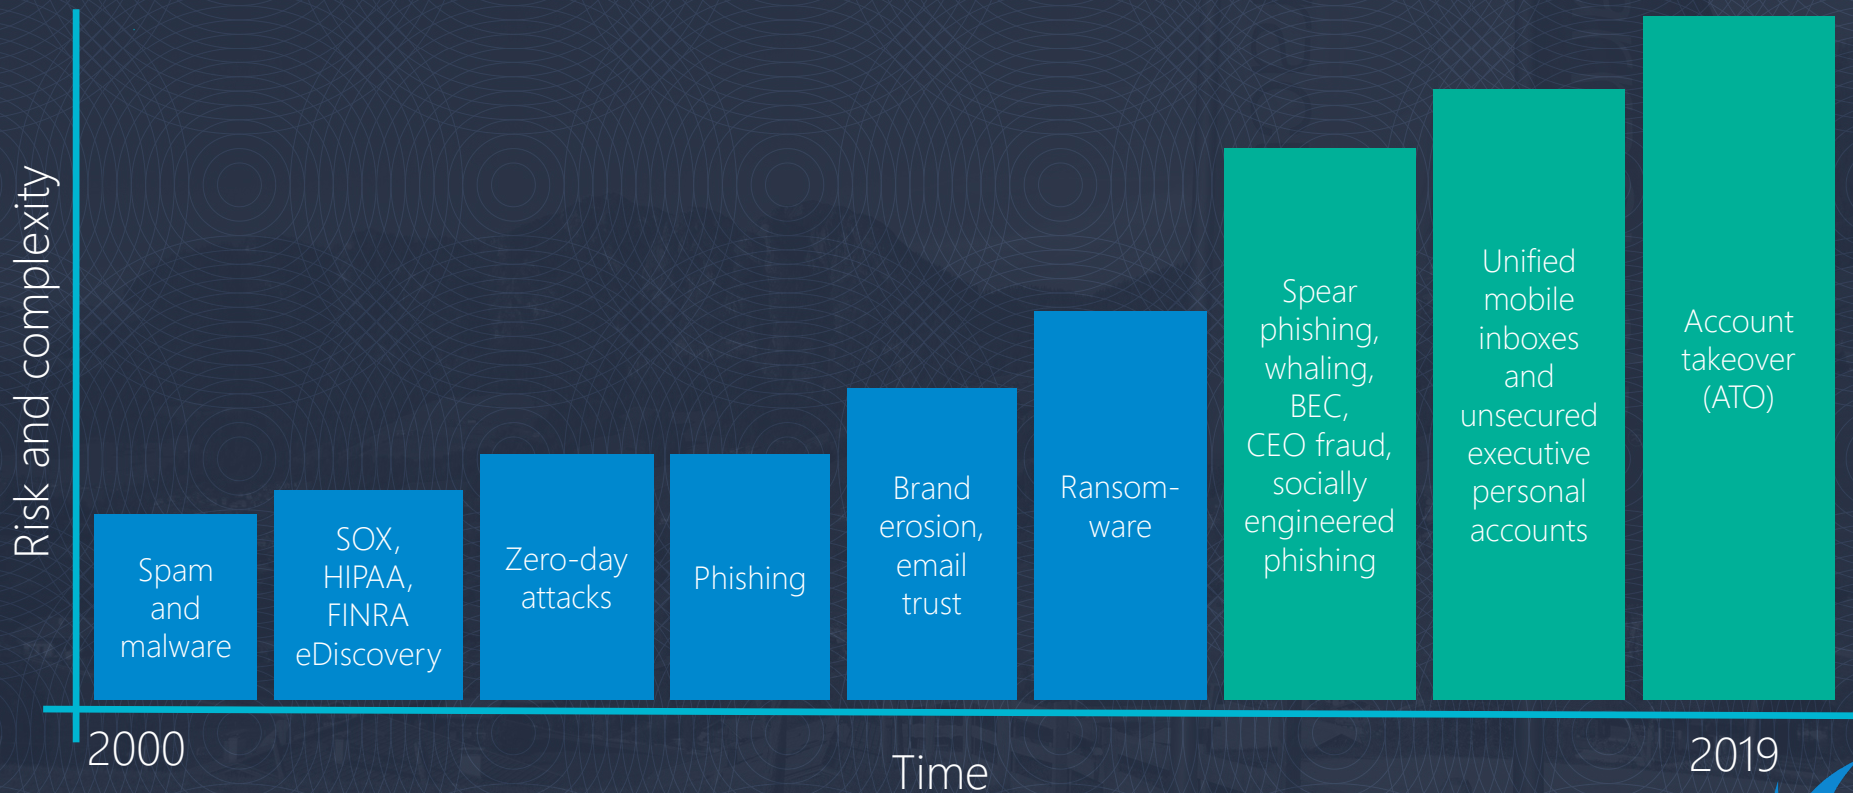 Risk and complexity
Spam
and
malware
SOX,
HIPAA,
FINRA
eDiscovery
Zero-day
attacks
Phishing
Brand
erosion,
email
trust
Ransom-
ware
Spear
phishing,
whaling,
BEC,
CEO fraud,
socially
engineered
phishing
Unified
mobile
inboxes
and
unsecured
executive
personal
accounts
Account
takeover
(ATO)
2000
Time
2019